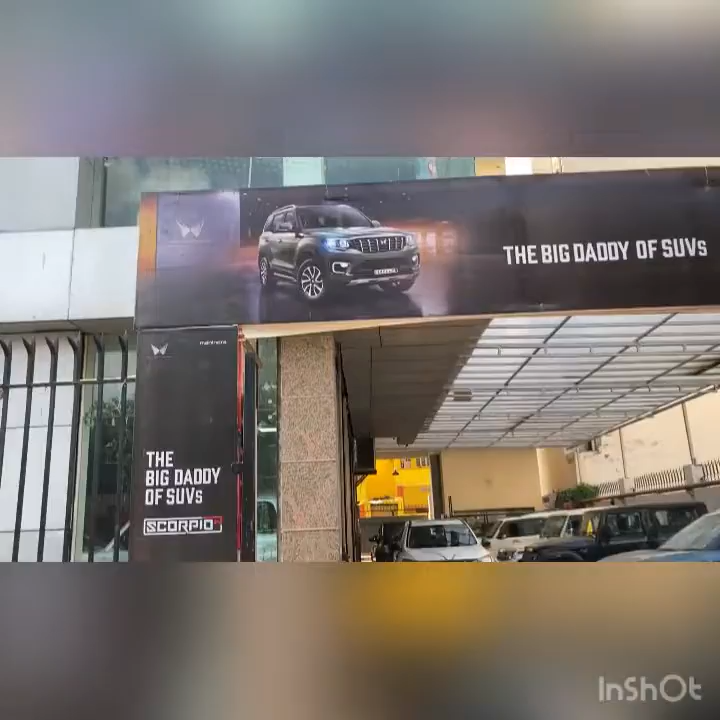 THE BIG DADDY OF SUVs
mahindra
THE
BIG DADDY
OF SUVs
SCORPIO
InShOt